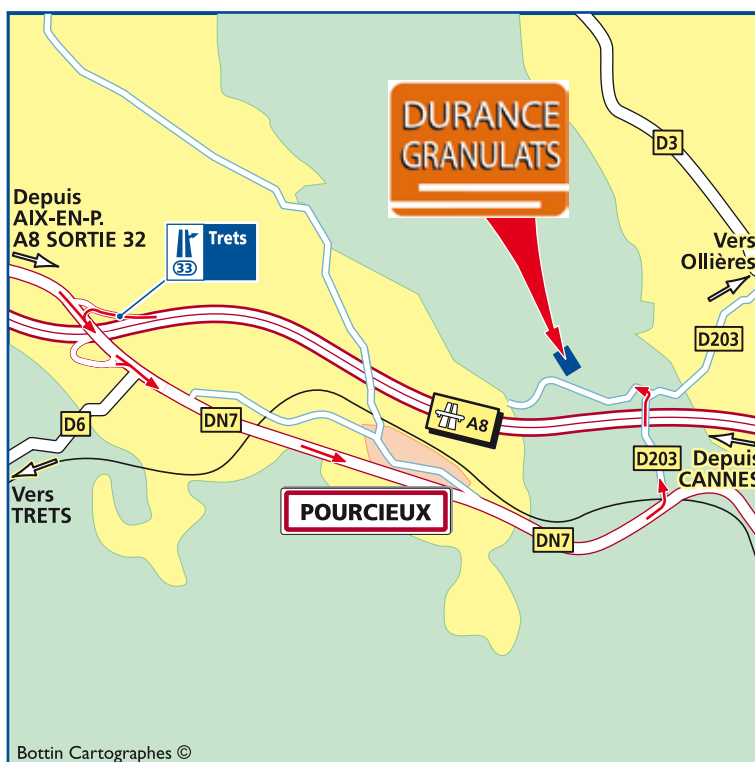 DURANCE
GRANULATS
D3
Depuis
AIX-EN-P.
A8 SORTIE 32
Trets
33
Vers
Ollières
D203
D6
DN7
A8
D203
Depuis
CANNES
Vers
TRETS
POURCIEUX
DN7
Bottin Cartographes ©